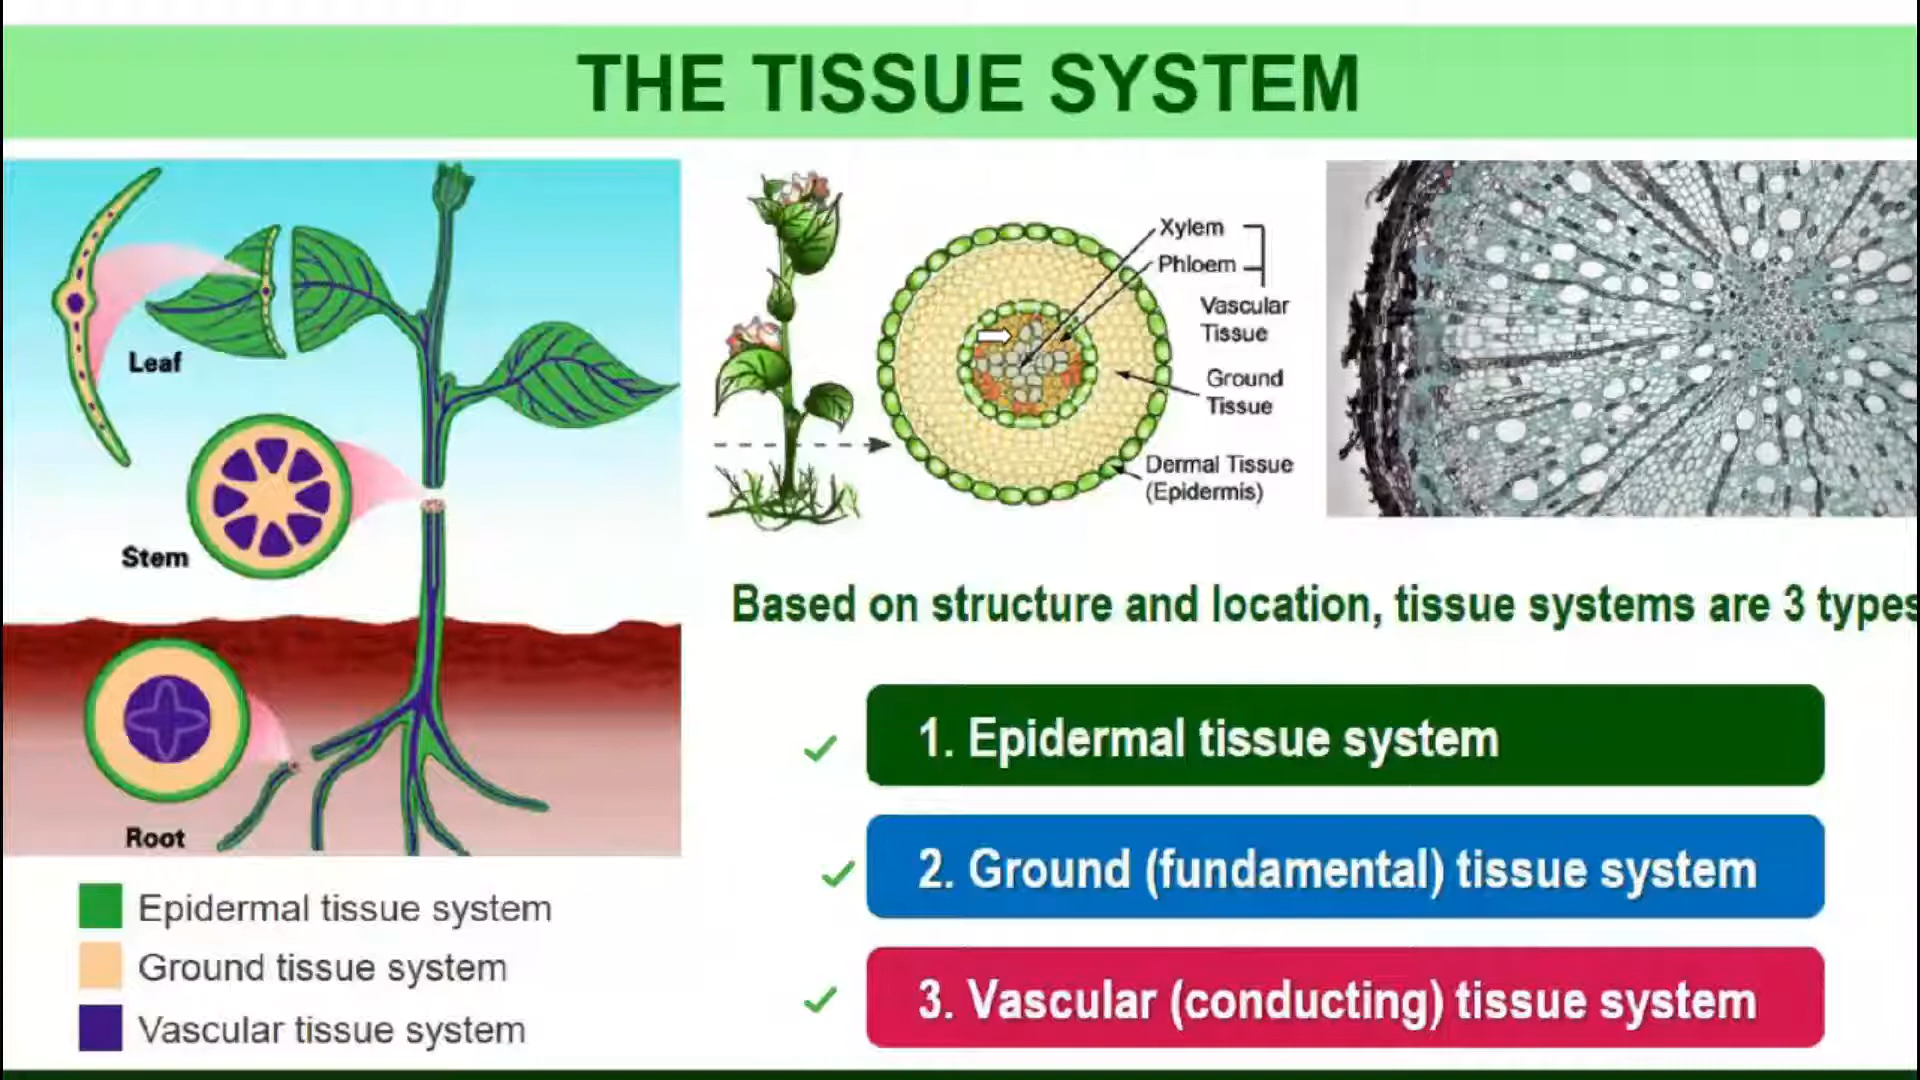 THE TISSUE SYSTEM
Leaf
Stem
Root
Epidermal tissue system
Ground tissue system
Vascular tissue system
Xylem
Phloem
Vascular
Tissue
Ground
Tissue
Dermal Tissue
(Epidermis)
Based on structure and location, tissue systems are 3 types
1. Epidermal tissue system
2. Ground (fundamental) tissue system
3. Vascular (conducting) tissue system